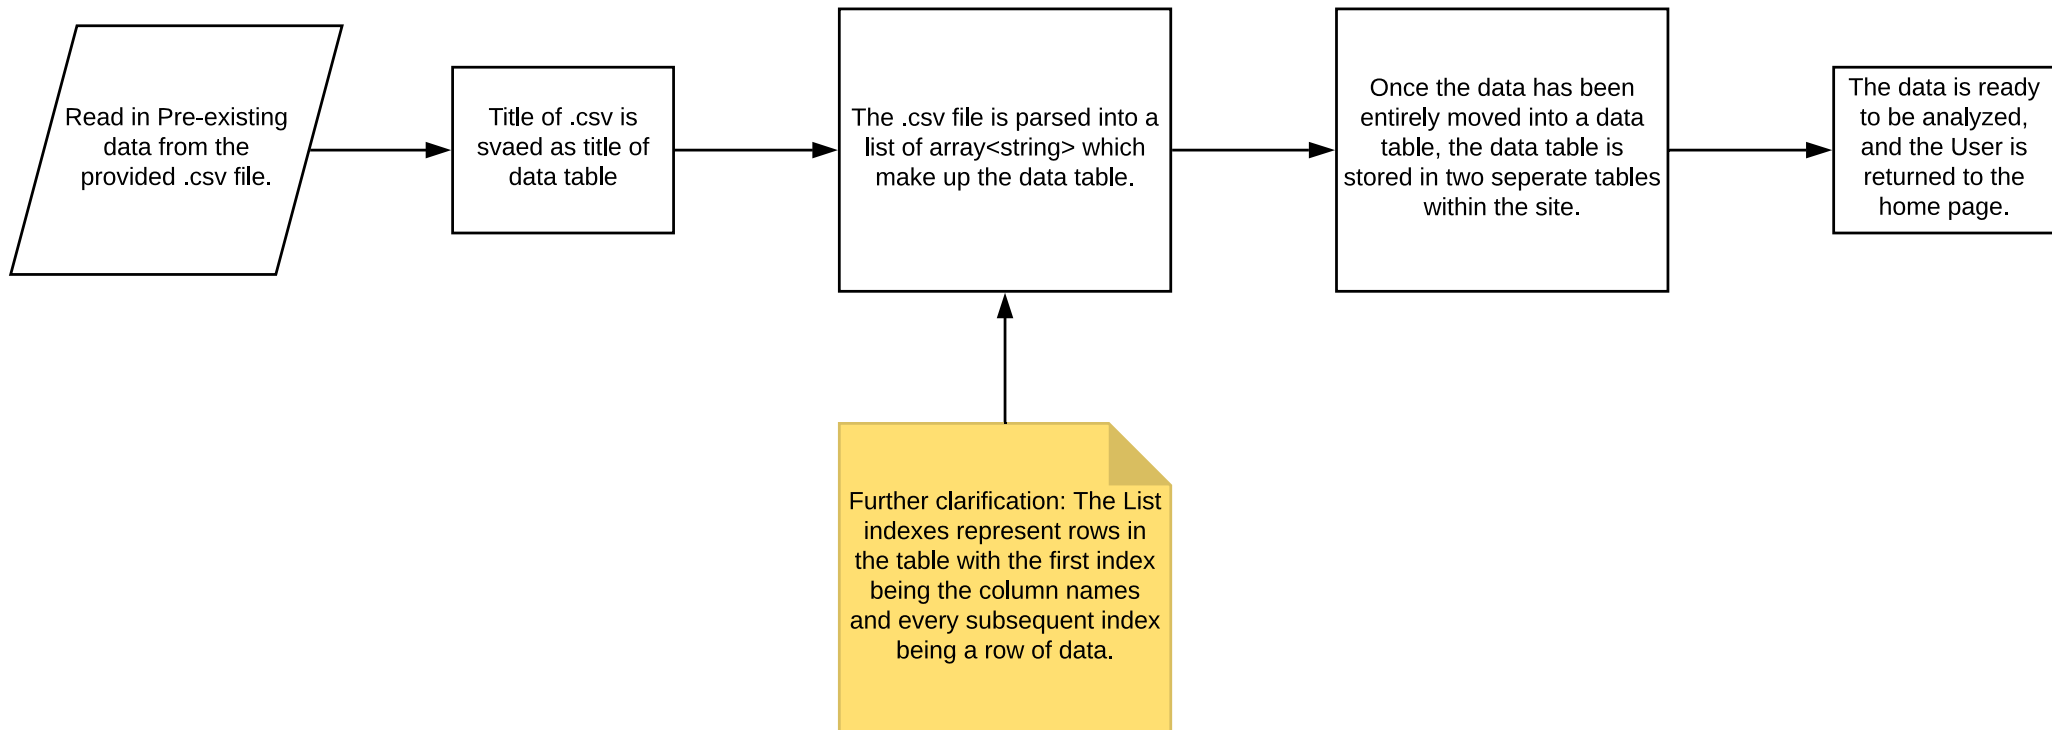 Read in Pre-existing
data from the
provided .csv file.
Title of .csv is
svaed as title of
data table
The .csv file is parsed into a
list of array<string> which
make up the data table.
Once the data has been
entirely moved into a data
table, the data table is
stored in two seperate tables
within the site.
The data is ready
to be analyzed,
and the User is
returned to the
home page.
Further clarification: The List
indexes represent rows in
the table with the first index
being the column names
and every subsequent index
being a row of data.